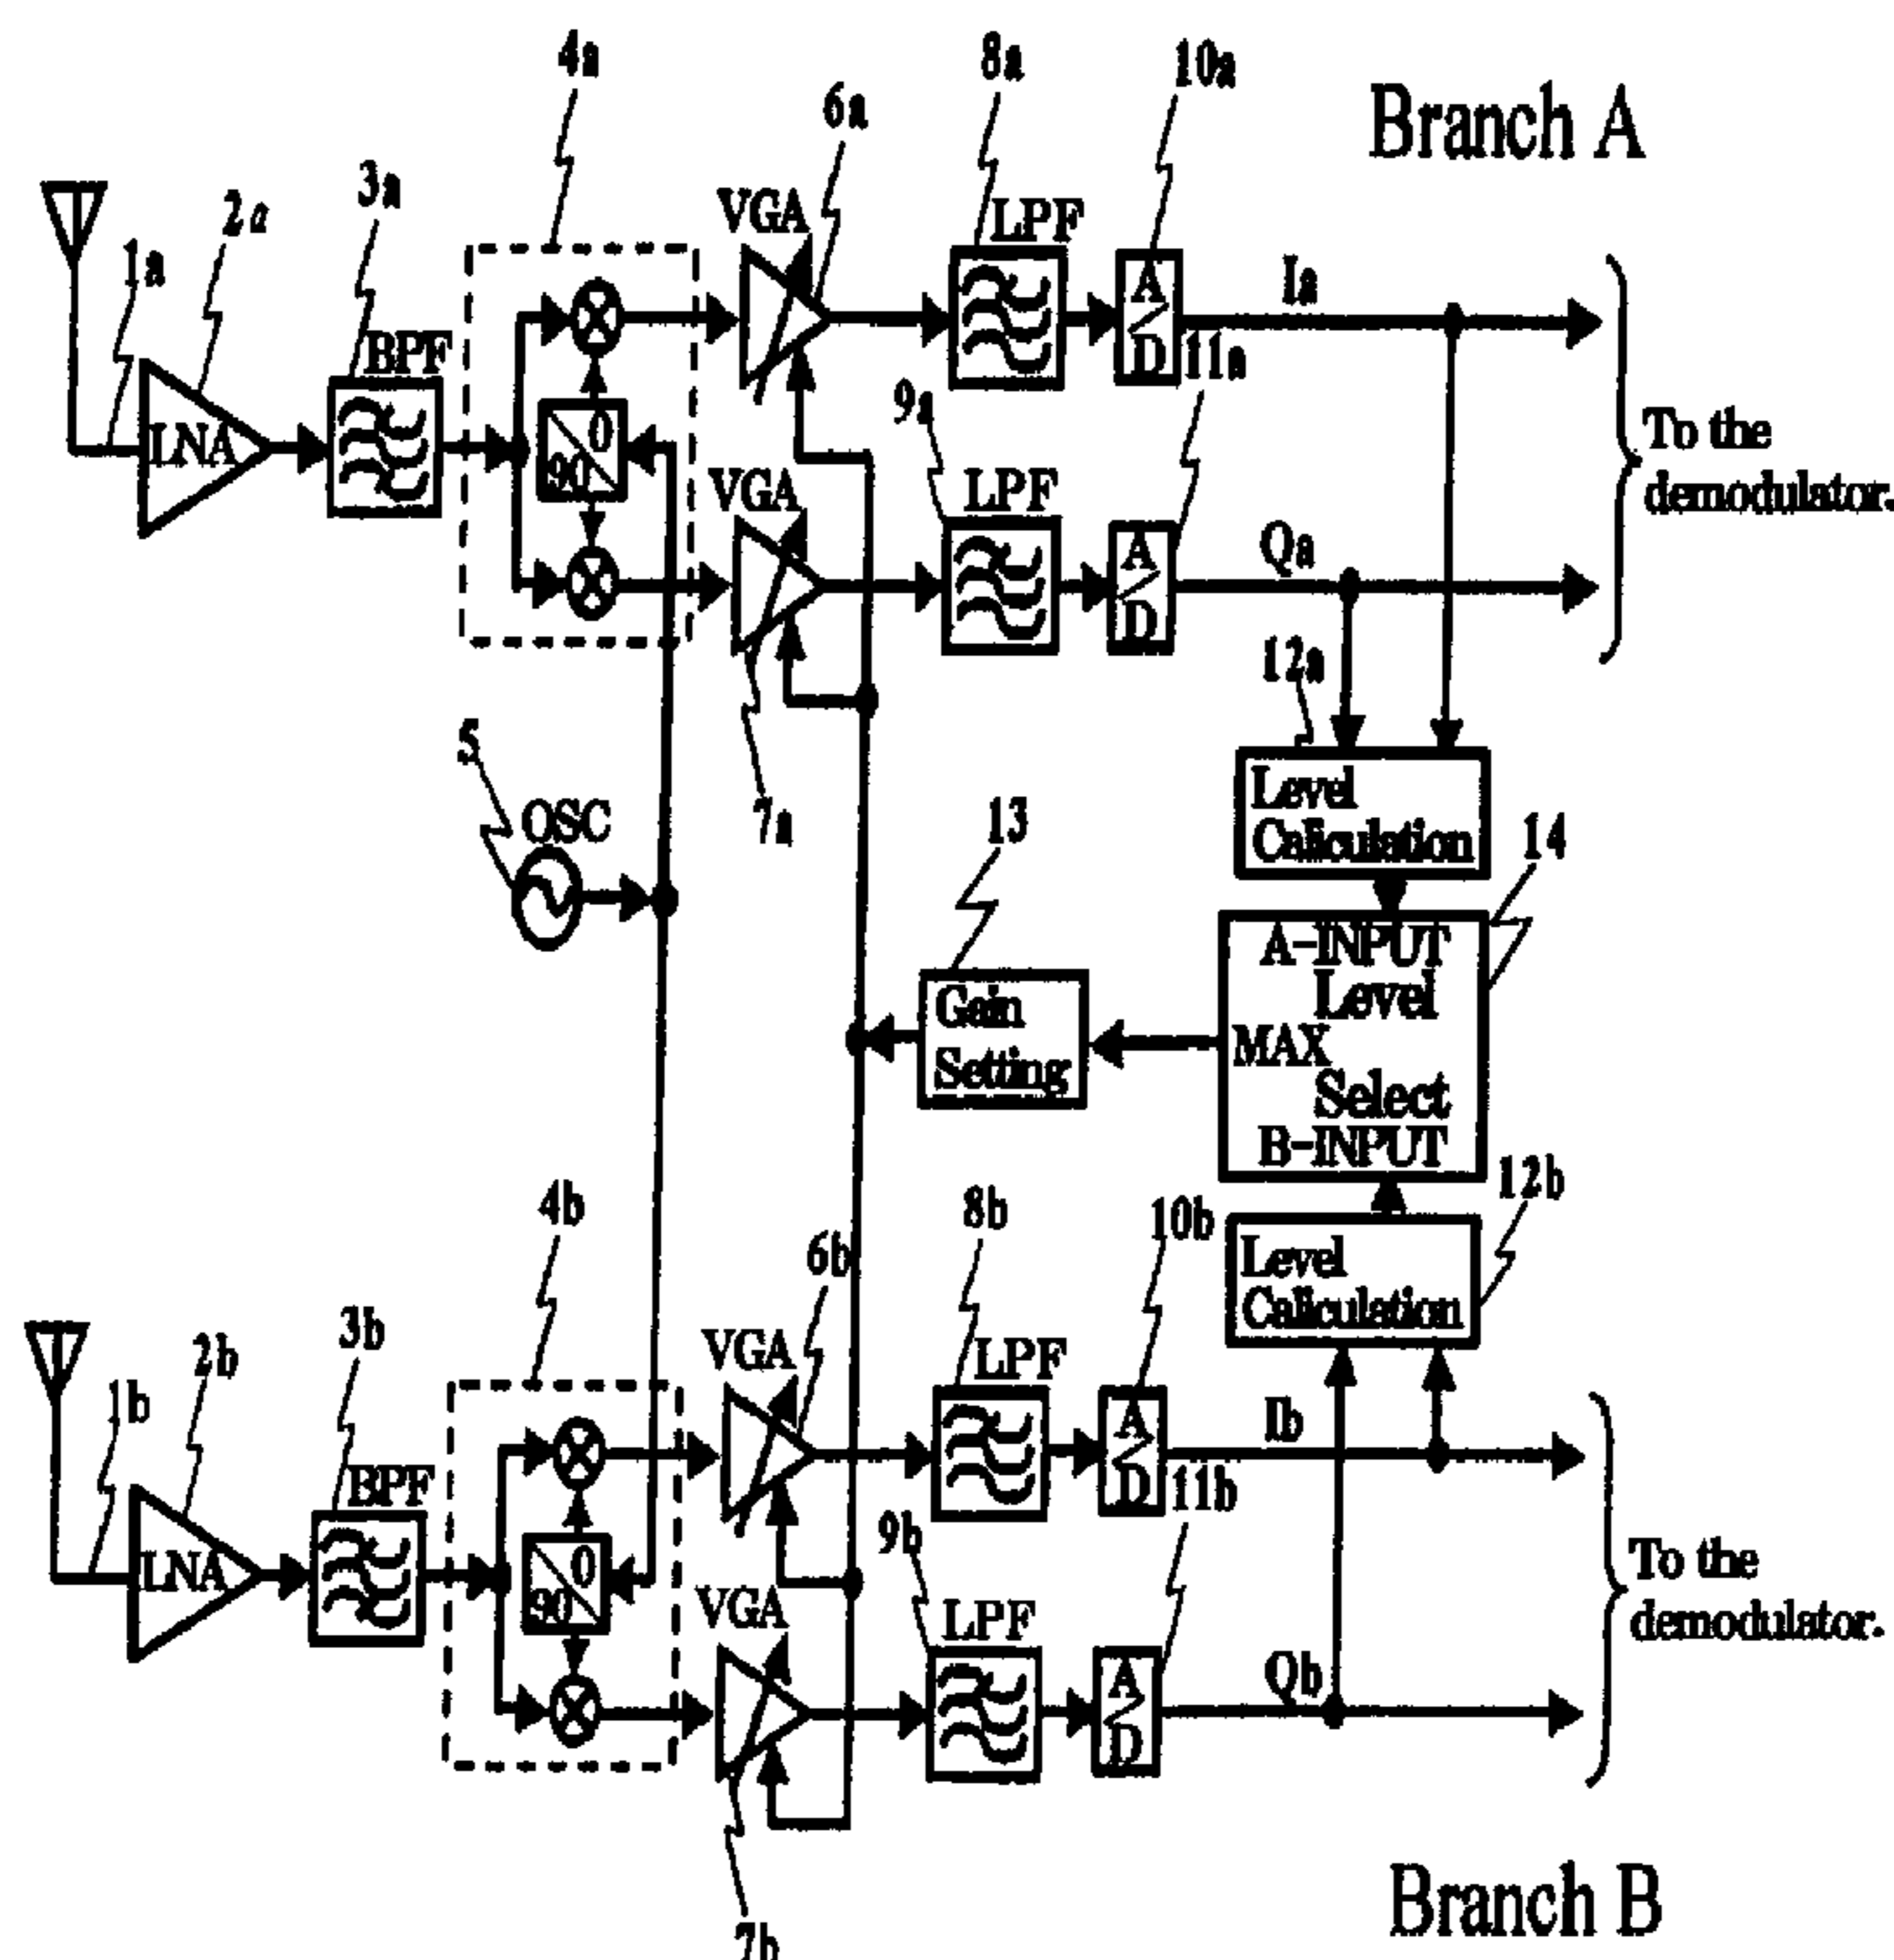 4a
8a
10a
Branch A
6a
3a
2a
VGA
LPF
1a
A
D
Ia
BPF
11a
LNA
0
90
9a
To the
demodulator.
VGA
LPF
A
D
Qa
12a
5
OSC
7a
13
Level
Caliculation
14
A-INPUT
Level
Gain
Setting
MAX
Select
B-INPUT
4b
8b
10b
12b
6b
Level
Caliculation
3b
2b
VGA
LPF
1b
A
D
Ib
BPF
11b
LNA
0
90
9b
To the
demodulator.
VGA
LPF
A
D
Qb
7b
Branch B